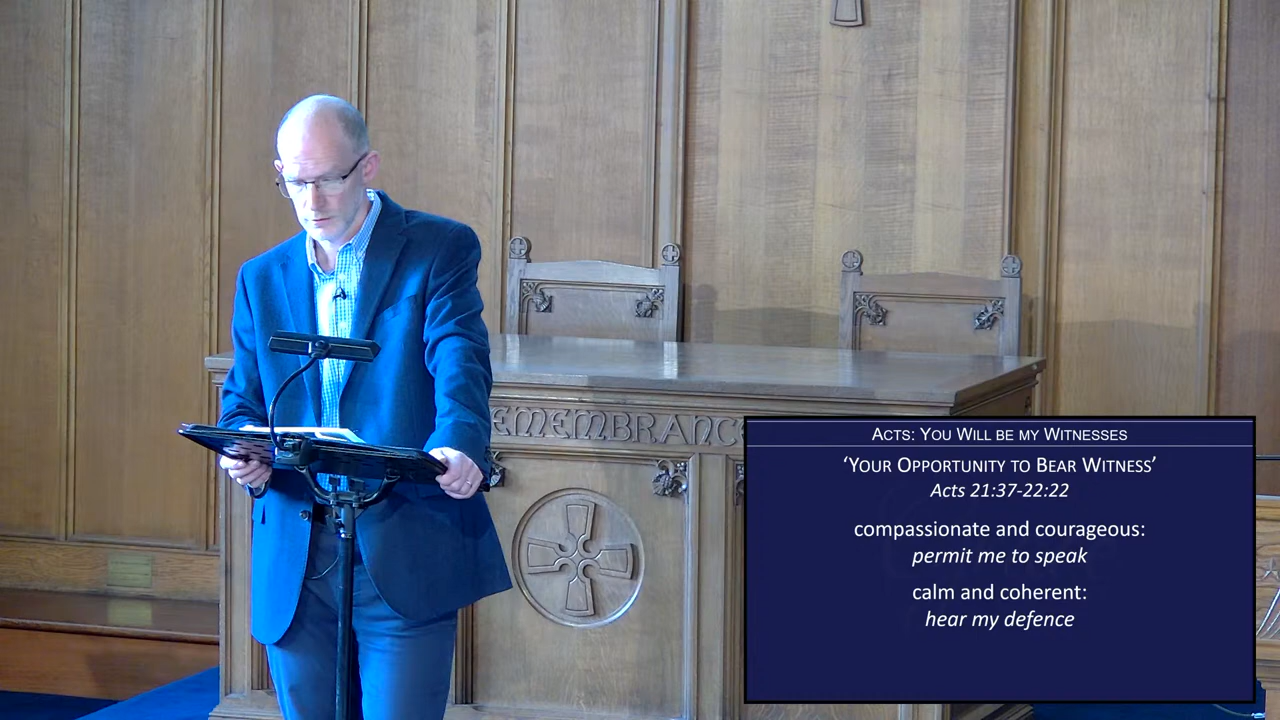 EMEMBRANC
ACTS: YOU WILL BE MY WITNESSES
‘YOUR OPPORTUNITY TO BEAR WITNESS’
Acts 21:37-22:22
compassionate and courageous:
permit me to speak
calm and coherent:
hear my defence